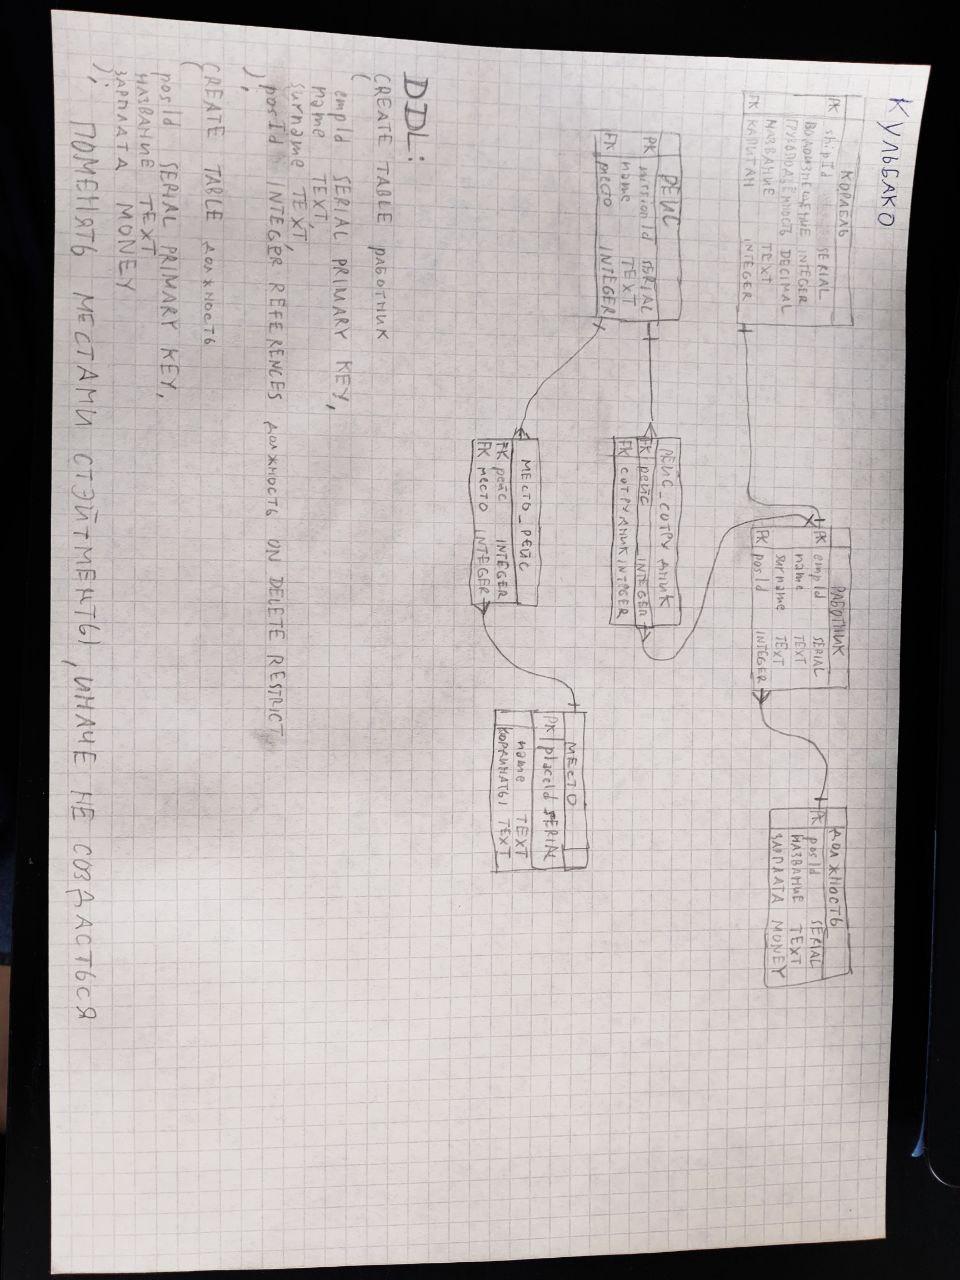 КУЛЬБАКО
КОРАБЛЬ
PK shipId SERIAL
ВОДОИЗМЕЩЕНИЕ INTEGER
ГРУЗОПОДЪЁМНОСТЬ DECIMAL
НАЗВАНИЕ TEXT
FK КАПИТАН INTEGER
РАБОТНИК
PK empId SERIAL
name TEXT
surname TEXT
FK posId INTEGER
ДОЛЖНОСТЬ
PK posId SERIAL
НАЗВАНИЕ TEXT
ЗАРПЛАТА MONEY
РЕЙС
PK missionId SERIAL
name TEXT
FK место INTEGER
РЕЙС_СОТРУДНИК
FK рейс INTEGER
FK СОТРУДНИК INTEGER
МЕСТО_РЕЙС
FK рейс INTEGER
FK место INTEGER
МЕСТО
PK placeId SERIAL
name TEXT
КООРДИНАТЫ TEXT
DDL:
CREATE TABLE работник
(
empId SERIAL PRIMARY KEY,
name TEXT,
surname TEXT,
posId INTEGER REFERENCES должность ON DELETE RESTRICT
);
CREATE TABLE должность
(
posId SERIAL PRIMARY KEY,
НАЗВАНИЕ TEXT
ЗАРПЛАТА MONEY
);
ПОМЕНЯТЬ МЕСТАМИ СТЭЙТМЕНТЫ, ИНАЧЕ НЕ СОЗДАСТЬСЯ